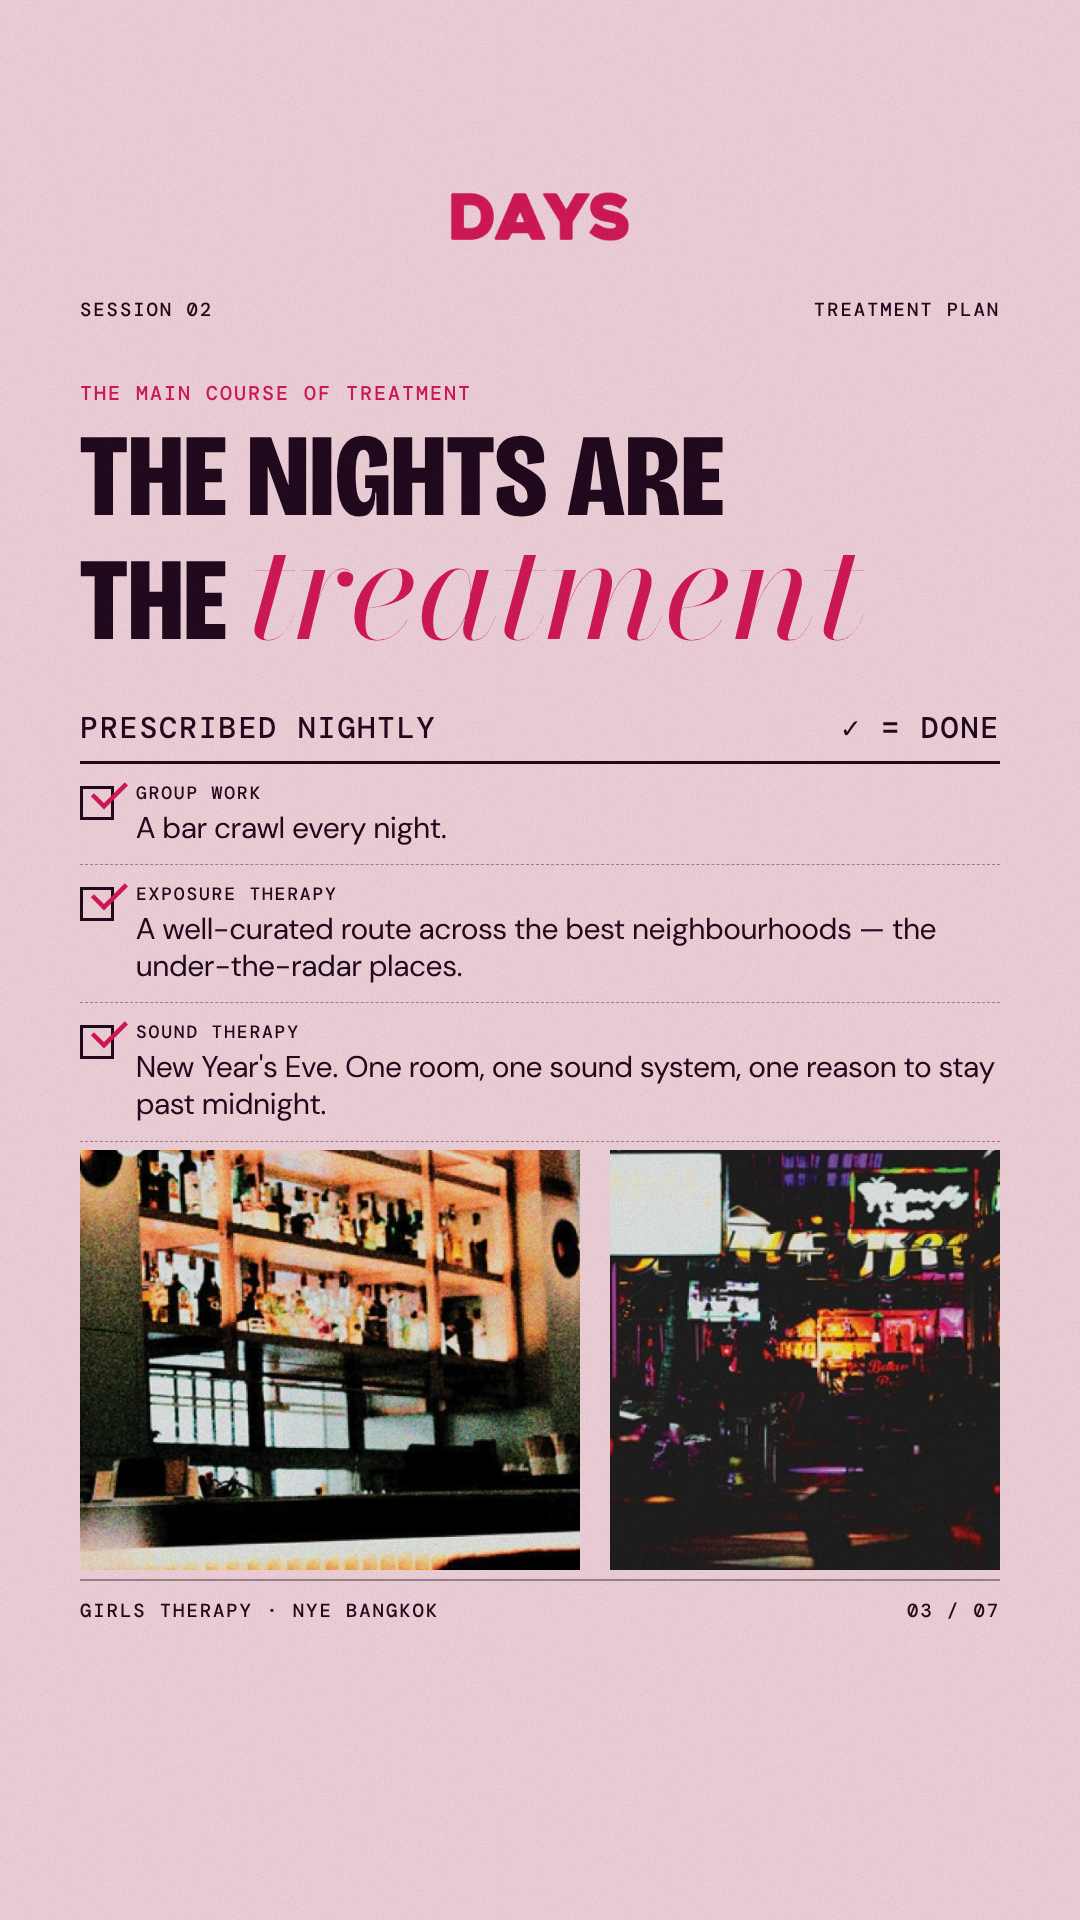 DAYS
SESSION 02
TREATMENT PLAN
THE MAIN COURSE OF TREATMENT
THE NIGHTS ARE
THE treatment
PRESCRIBED NIGHTLY
✓ = DONE
GROUP WORK
A bar crawl every night.
EXPOSURE THERAPY
A well-curated route across the best neighbourhoods — the
under-the-radar places.
SOUND THERAPY
New Year's Eve. One room, one sound system, one reason to stay
past midnight.
GIRLS THERAPY · NYE BANGKOK
03 / 07